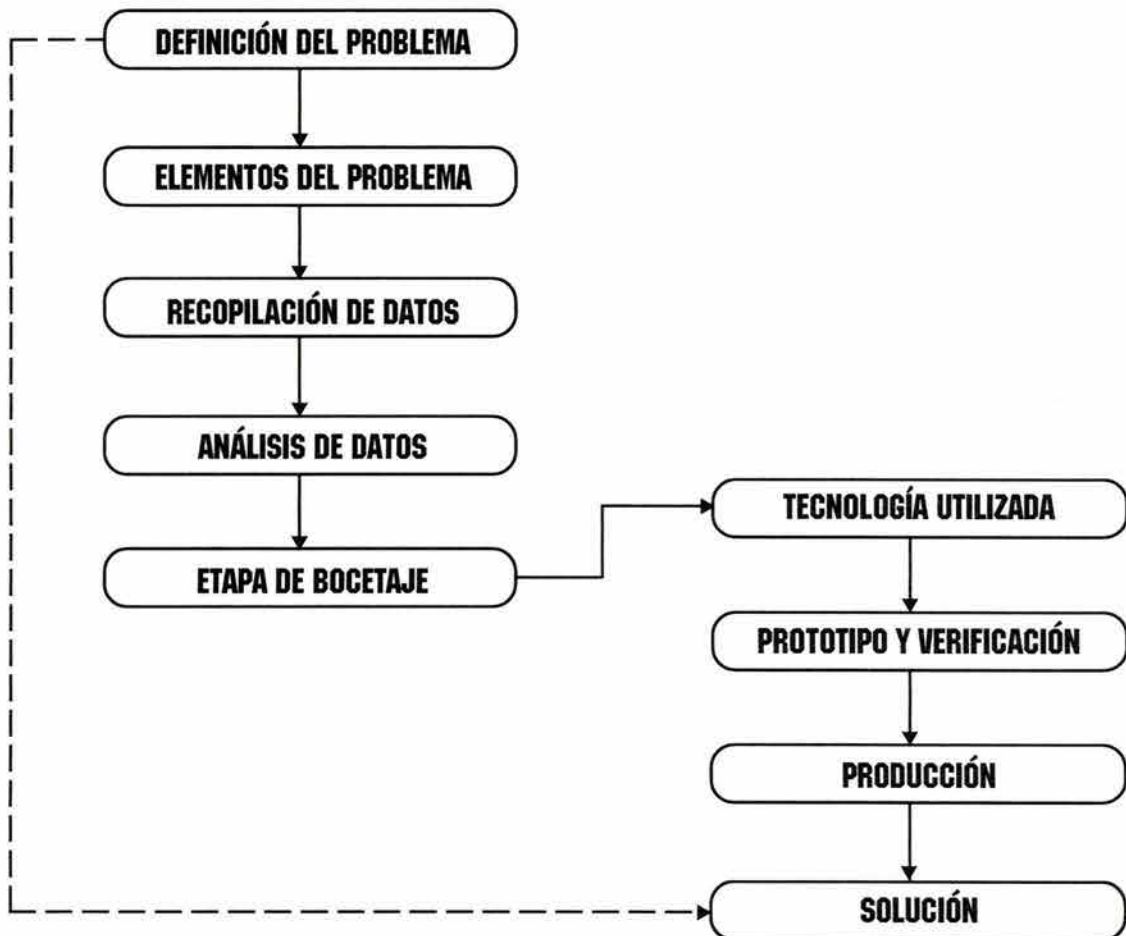 DEFINICIÓN DEL PROBLEMA
ELEMENTOS DEL PROBLEMA
RECOPILACIÓN DE DATOS
ANÁLISIS DE DATOS
ETAPA DE BOCETAJE
TECNOLOGÍA UTILIZADA
PROTOTIPO Y VERIFICACIÓN
PRODUCCIÓN
SOLUCIÓN